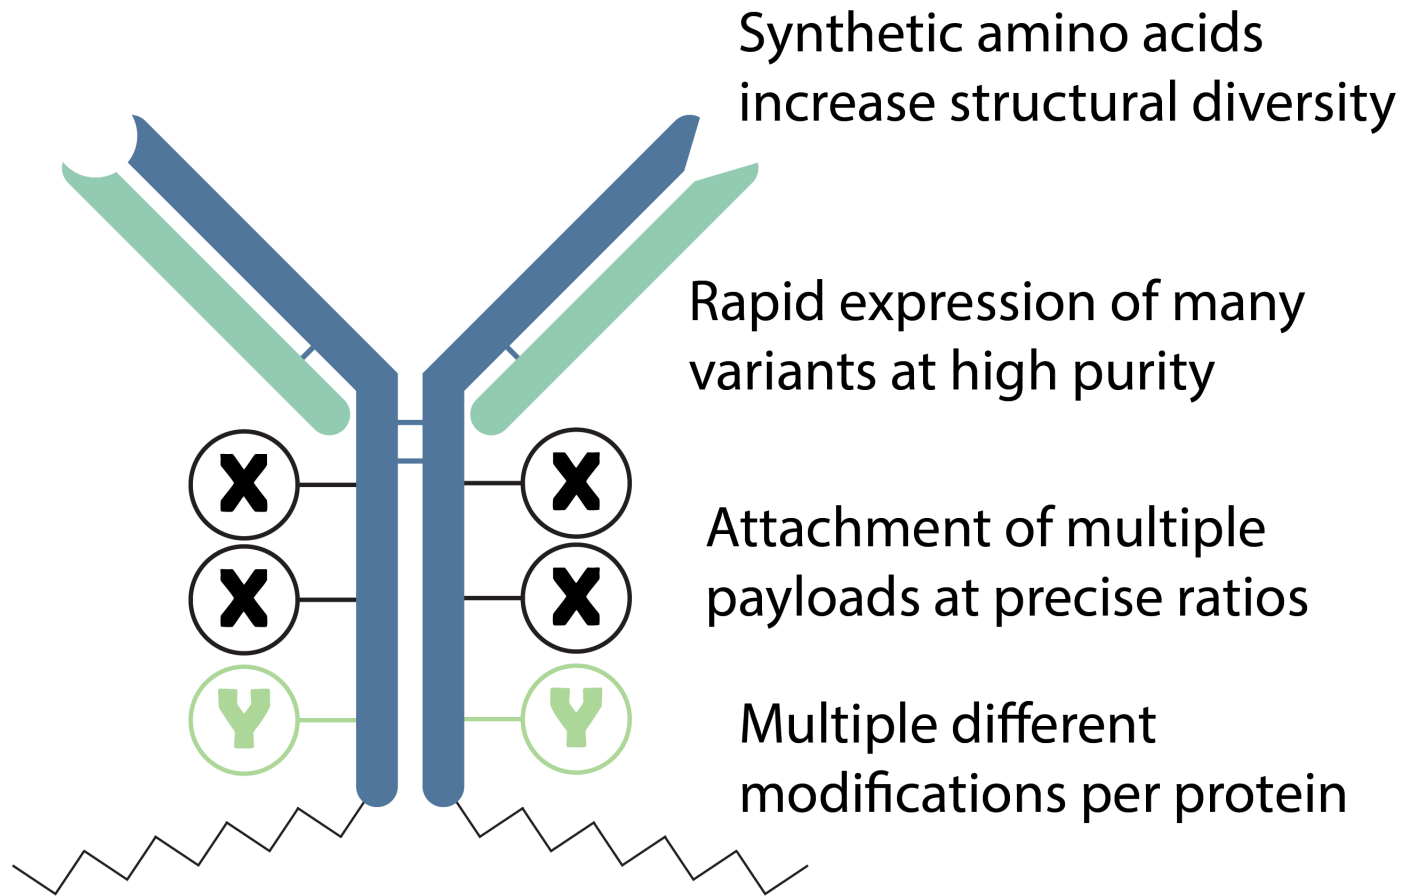 Synthetic amino acids
increase structural diversity
Rapid expression of many
variants at high purity
X
X
Attachment of multiple
payloads at precise ratios
X
X
Y
Y
Multiple different
modifications per protein